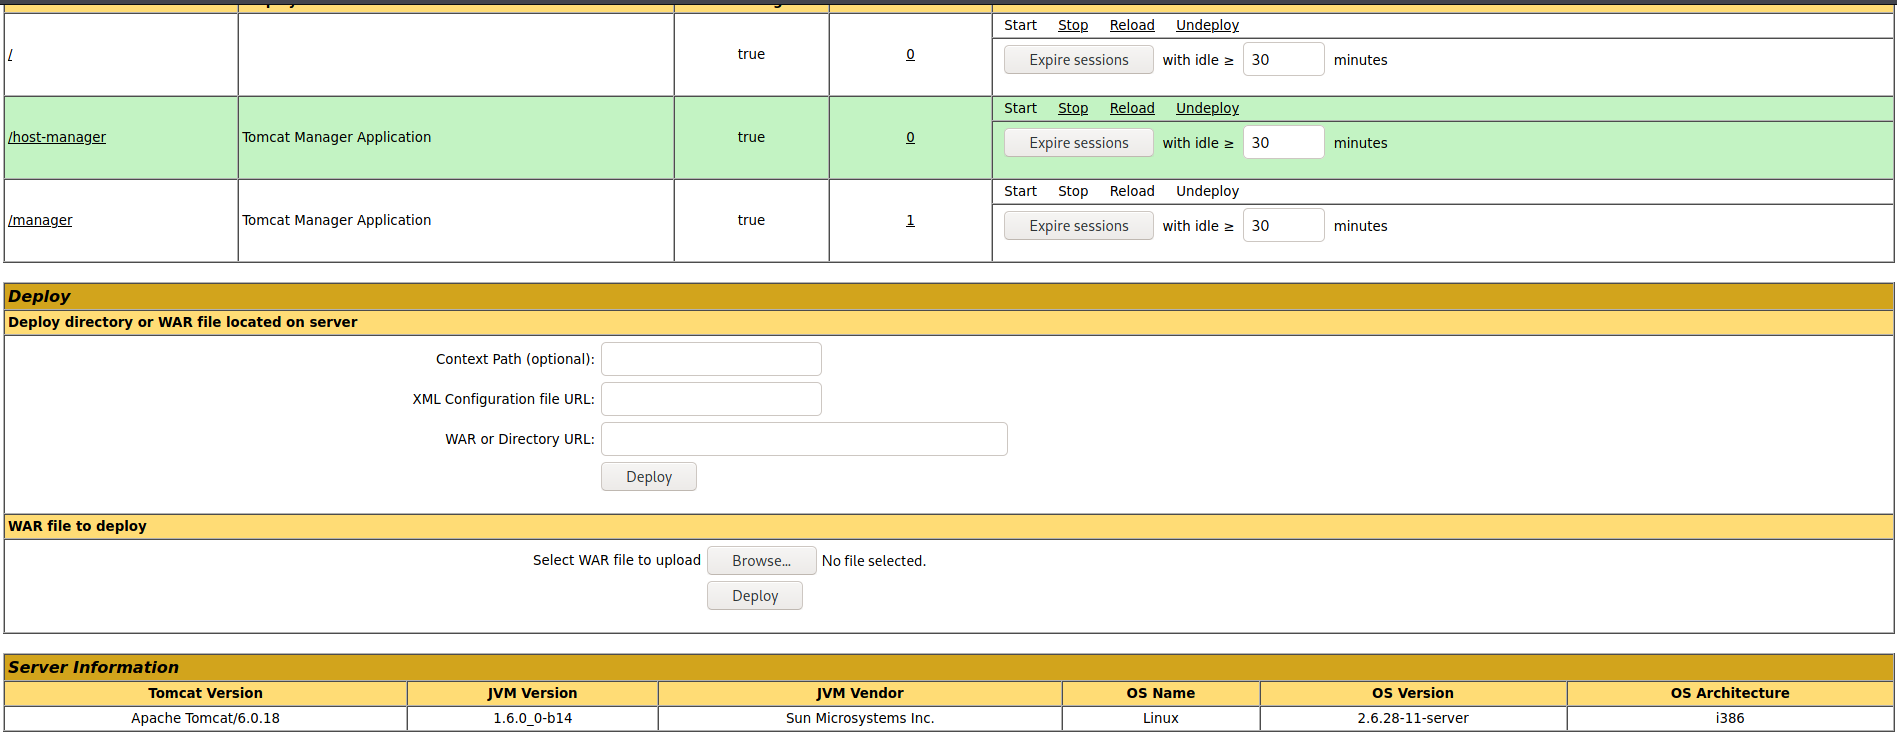 Start Stop Reload Undeploy
/ true 0
Expire sessions with idle ≥ 30 minutes
Start Stop Reload Undeploy
/host-manager Tomcat Manager Application true 0
Expire sessions with idle ≥ 30 minutes
Start Stop Reload Undeploy
/manager Tomcat Manager Application true 1
Expire sessions with idle ≥ 30 minutes
Deploy
Deploy directory or WAR file located on server
Context Path (optional):
XML Configuration file URL:
WAR or Directory URL:
Deploy
WAR file to deploy
Select WAR file to upload Browse... No file selected.
Deploy
Server Information
Tomcat Version JVM Version JVM Vendor OS Name OS Version OS Architecture
Apache Tomcat/6.0.18 1.6.0_0-b14 Sun Microsystems Inc. Linux 2.6.28-11-server i386